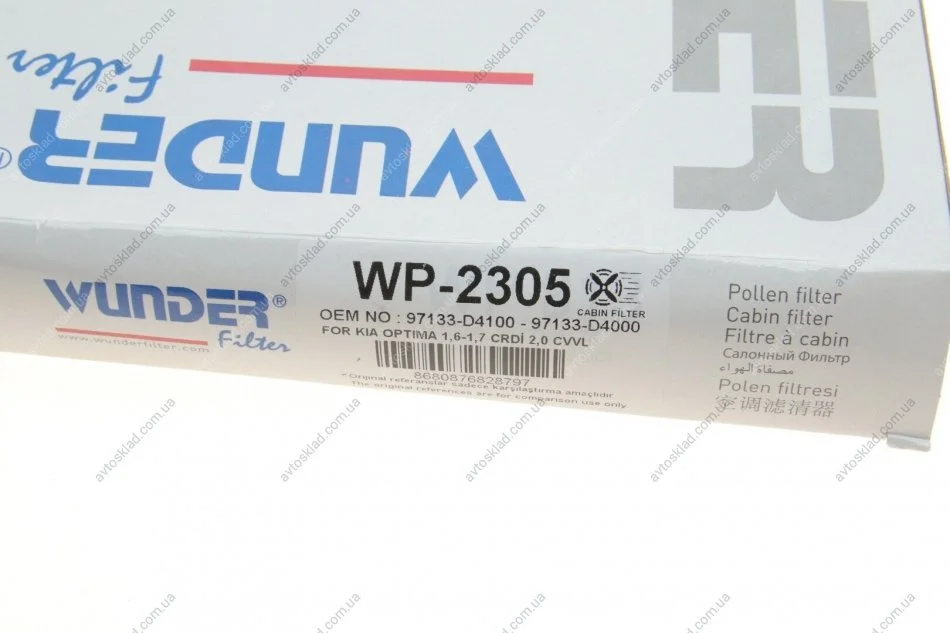 Filter
WUNDER®
ER
WUNDER®
Filter
www.wunderfilter.com
WP-2305
CABIN FILTER
OEM NO : 97133-D4100 - 97133-D4000
FOR KIA OPTIMA 1,6-1,7 CRDİ 2,0 CVVL
8680876828797
* Orijinal referanslar sadece karşılaştırma amaçlıdır
The original references are for comparison use only
Pollen filter
Cabin filter
Filtre à cabin
Салонный Фильтр
مصفاة الهواء
Polen filtresi
空调滤清器
avtosklad.com.ua